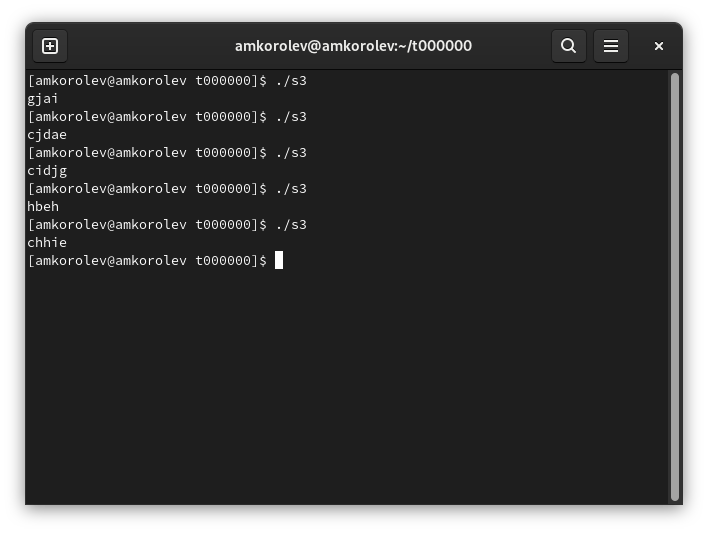 amkorolev@amkorolev:~/t000000
[amkorolev@amkorolev t000000]$ ./s3
gjai
[amkorolev@amkorolev t000000]$ ./s3
cjdae
[amkorolev@amkorolev t000000]$ ./s3
cidjg
[amkorolev@amkorolev t000000]$ ./s3
hbeh
[amkorolev@amkorolev t000000]$ ./s3
chhie
[amkorolev@amkorolev t000000]$